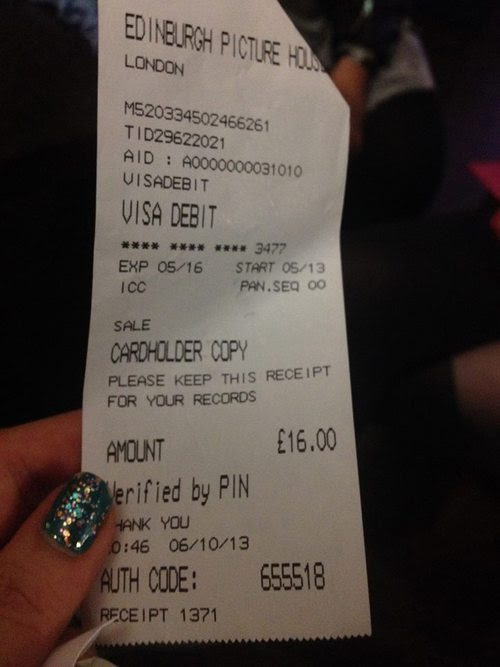 EDINBURGH PICTURE HOUS
LONDON
M520334502466261
TID29622021
AID : A0000000031010
VISADEBIT
VISA DEBIT
**** **** **** 3477
EXP 05/16 START 05/13
ICC PAN.SEQ 00
SALE
CARDHOLDER COPY
PLEASE KEEP THIS RECEIPT
FOR YOUR RECORDS
AMOUNT £16.00
Verified by PIN
HANK YOU
0:46 06/10/13
AUTH CODE: 655518
RECEIPT 1371